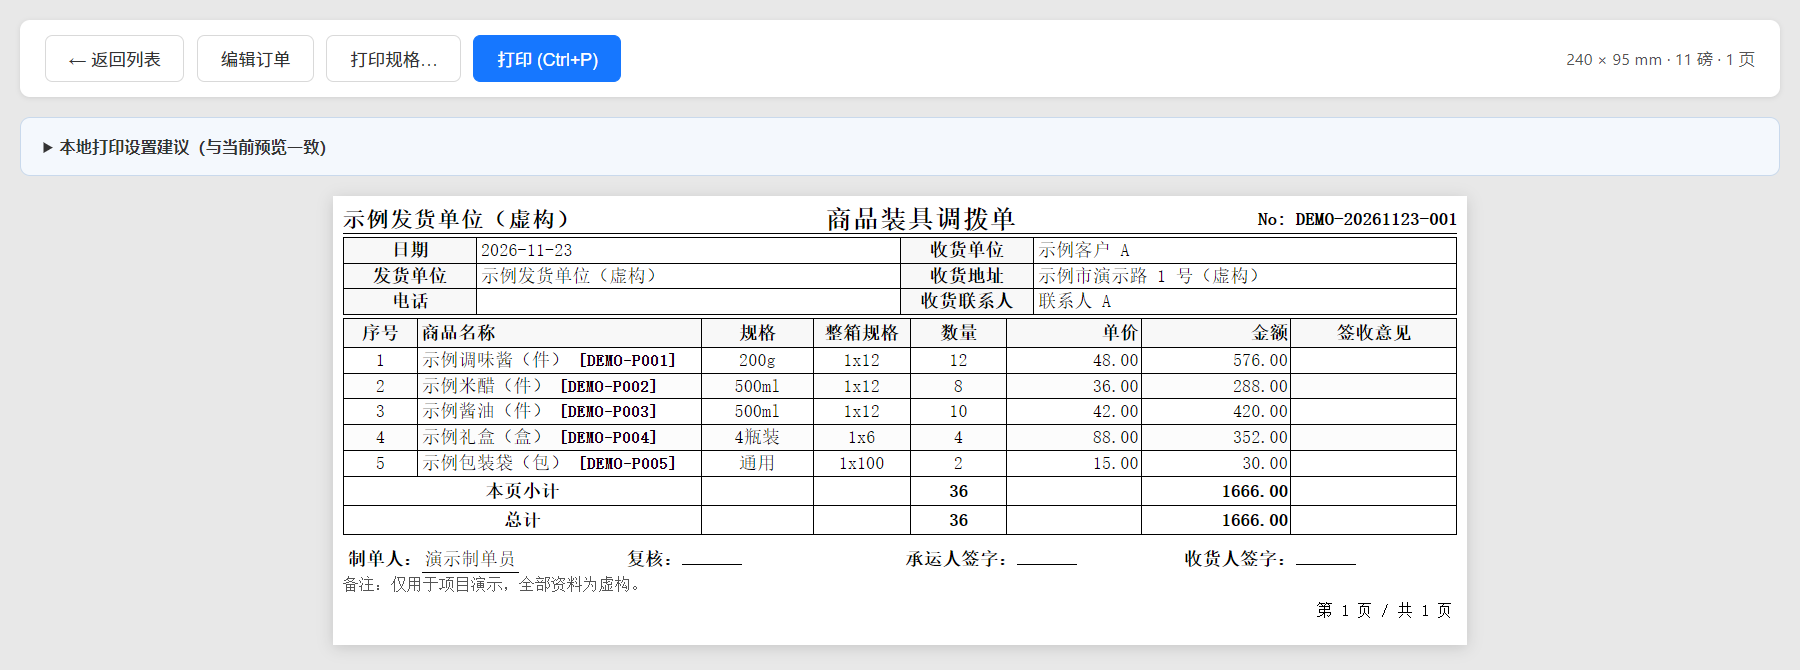 ← 返回列表 编辑订单 打印规格... 打印 (Ctrl+P) 240 × 95 mm · 11 磅 · 1 页
▶ 本地打印设置建议（与当前预览一致）
示例发货单位（虚构） 商品装具调拨单 No: DEMO-20261123-001
日期 2026-11-23 收货单位 示例客户 A
发货单位 示例发货单位（虚构） 收货地址 示例市演示路 1 号（虚构）
电话 收货联系人 联系人 A
序号 商品名称 规格 整箱规格 数量 单价 金额 签收意见
1 示例调味酱（件） [DEMO-P001] 200g 1x12 12 48.00 576.00
2 示例米醋（件） [DEMO-P002] 500ml 1x12 8 36.00 288.00
3 示例酱油（件） [DEMO-P003] 500ml 1x12 10 42.00 420.00
4 示例礼盒（盒） [DEMO-P004] 4瓶装 1x6 4 88.00 352.00
5 示例包装袋（包） [DEMO-P005] 通用 1x100 2 15.00 30.00
本页小计 36 1666.00
总计 36 1666.00
制单人： 演示制单员 复核： 承运人签字： 收货人签字：
备注：仅用于项目演示，全部资料为虚构。
第 1 页 / 共 1 页